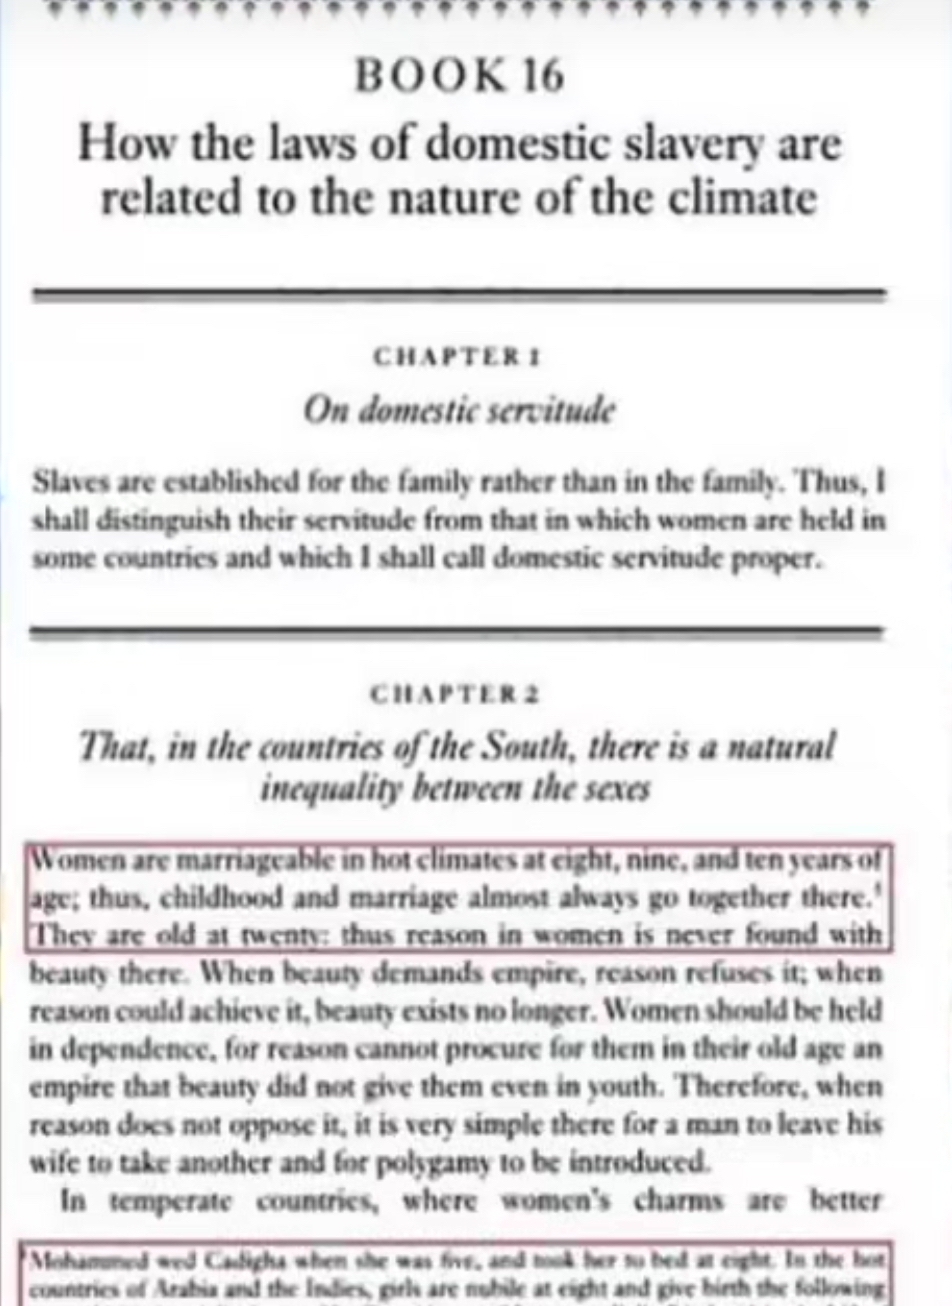 BOOK 16
How the laws of domestic slavery are
related to the nature of the climate
CHAPTER 1
On domestic servitude
Slaves are established for the family rather than in the family. Thus, I
shall distinguish their servitude from that in which women are held in
some countries and which I shall call domestic servitude proper.
CHAPTER 2
That, in the countries of the South, there is a natural
inequality between the sexes
Women are marriageable in hot climates at eight, nine, and ten years of
age; thus, childhood and marriage almost always go together there.¹
They are old at twenty: thus reason in women is never found with
beauty there. When beauty demands empire, reason refuses it; when
reason could achieve it, beauty exists no longer. Women should be held
in dependence, for reason cannot procure for them in their old age an
empire that beauty did not give them even in youth. Therefore, when
reason does not oppose it, it is very simple there for a man to leave his
wife to take another and for polygamy to be introduced.
In temperate countries, where women's charms are better
¹Mohammed wed Cadigha when she was five, and took her to bed at eight. In the hot
countries of Arabia and the Indies, girls are nubile at eight and give birth the following